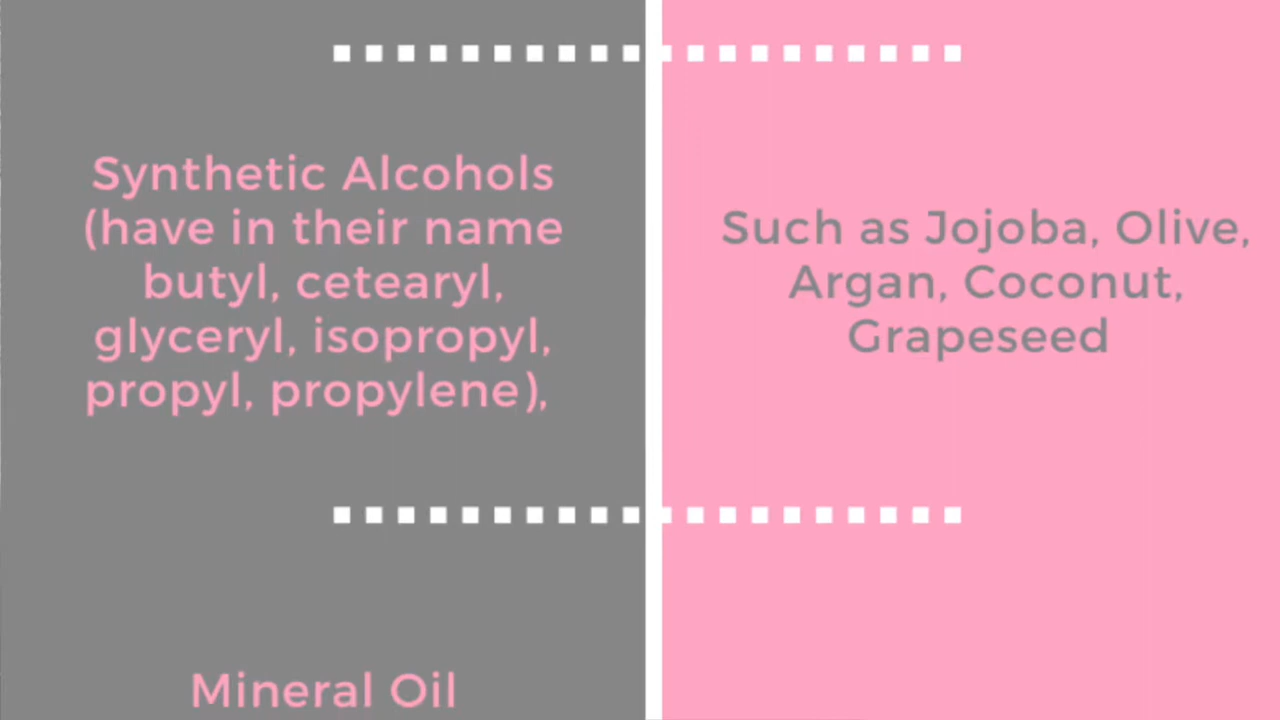 Synthetic Alcohols
(have in their name
butyl, cetearyl,
glyceryl, isopropyl,
propyl, propylene),
Mineral Oil
Such as Jojoba, Olive,
Argan, Coconut,
Grapeseed